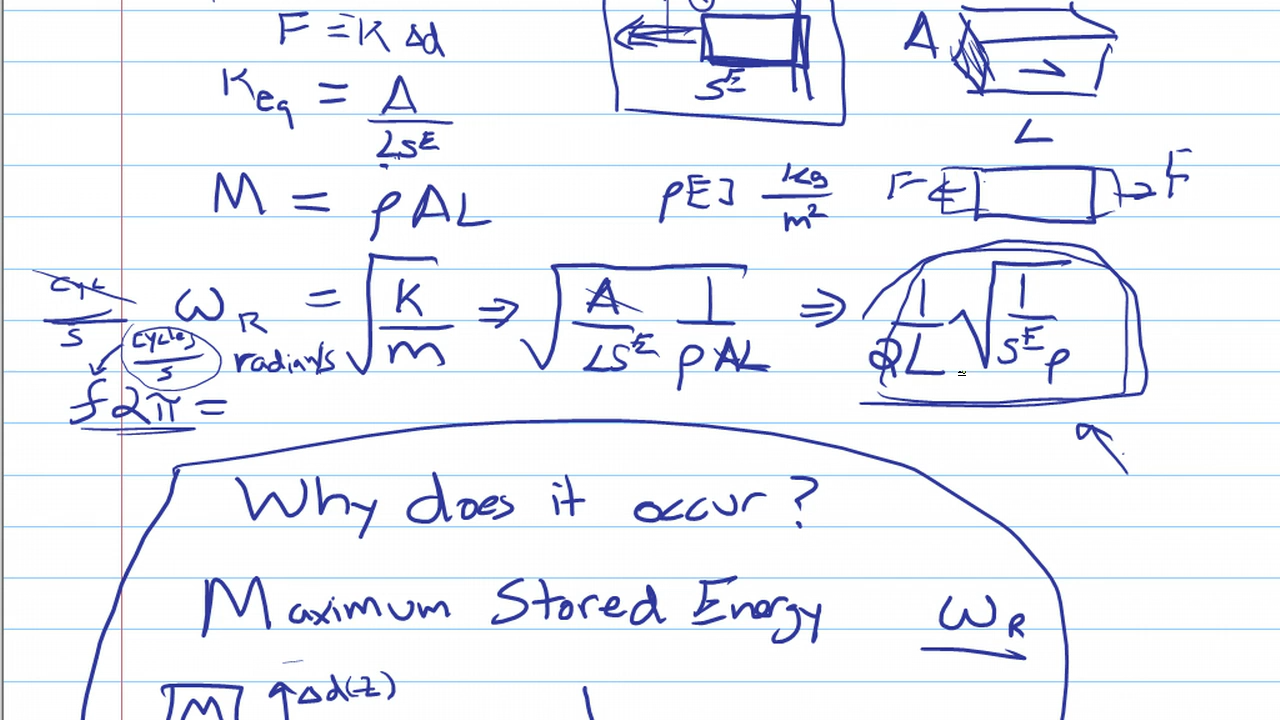 F = K Δd
s^E
A
L
K_eq = A / (L s^E)
M = ρAL ρ[=] kg/m² F F
cyc/s ω_R = √(K/m) ⇒ √(A/(L s^E) 1/(ρAL)) ⇒ 1/(2L) √(1/(s^E ρ))
cycles/s radian/s
f2π =
Why does it occur?
Maximum Stored Energy ω_R
M Δd(z)